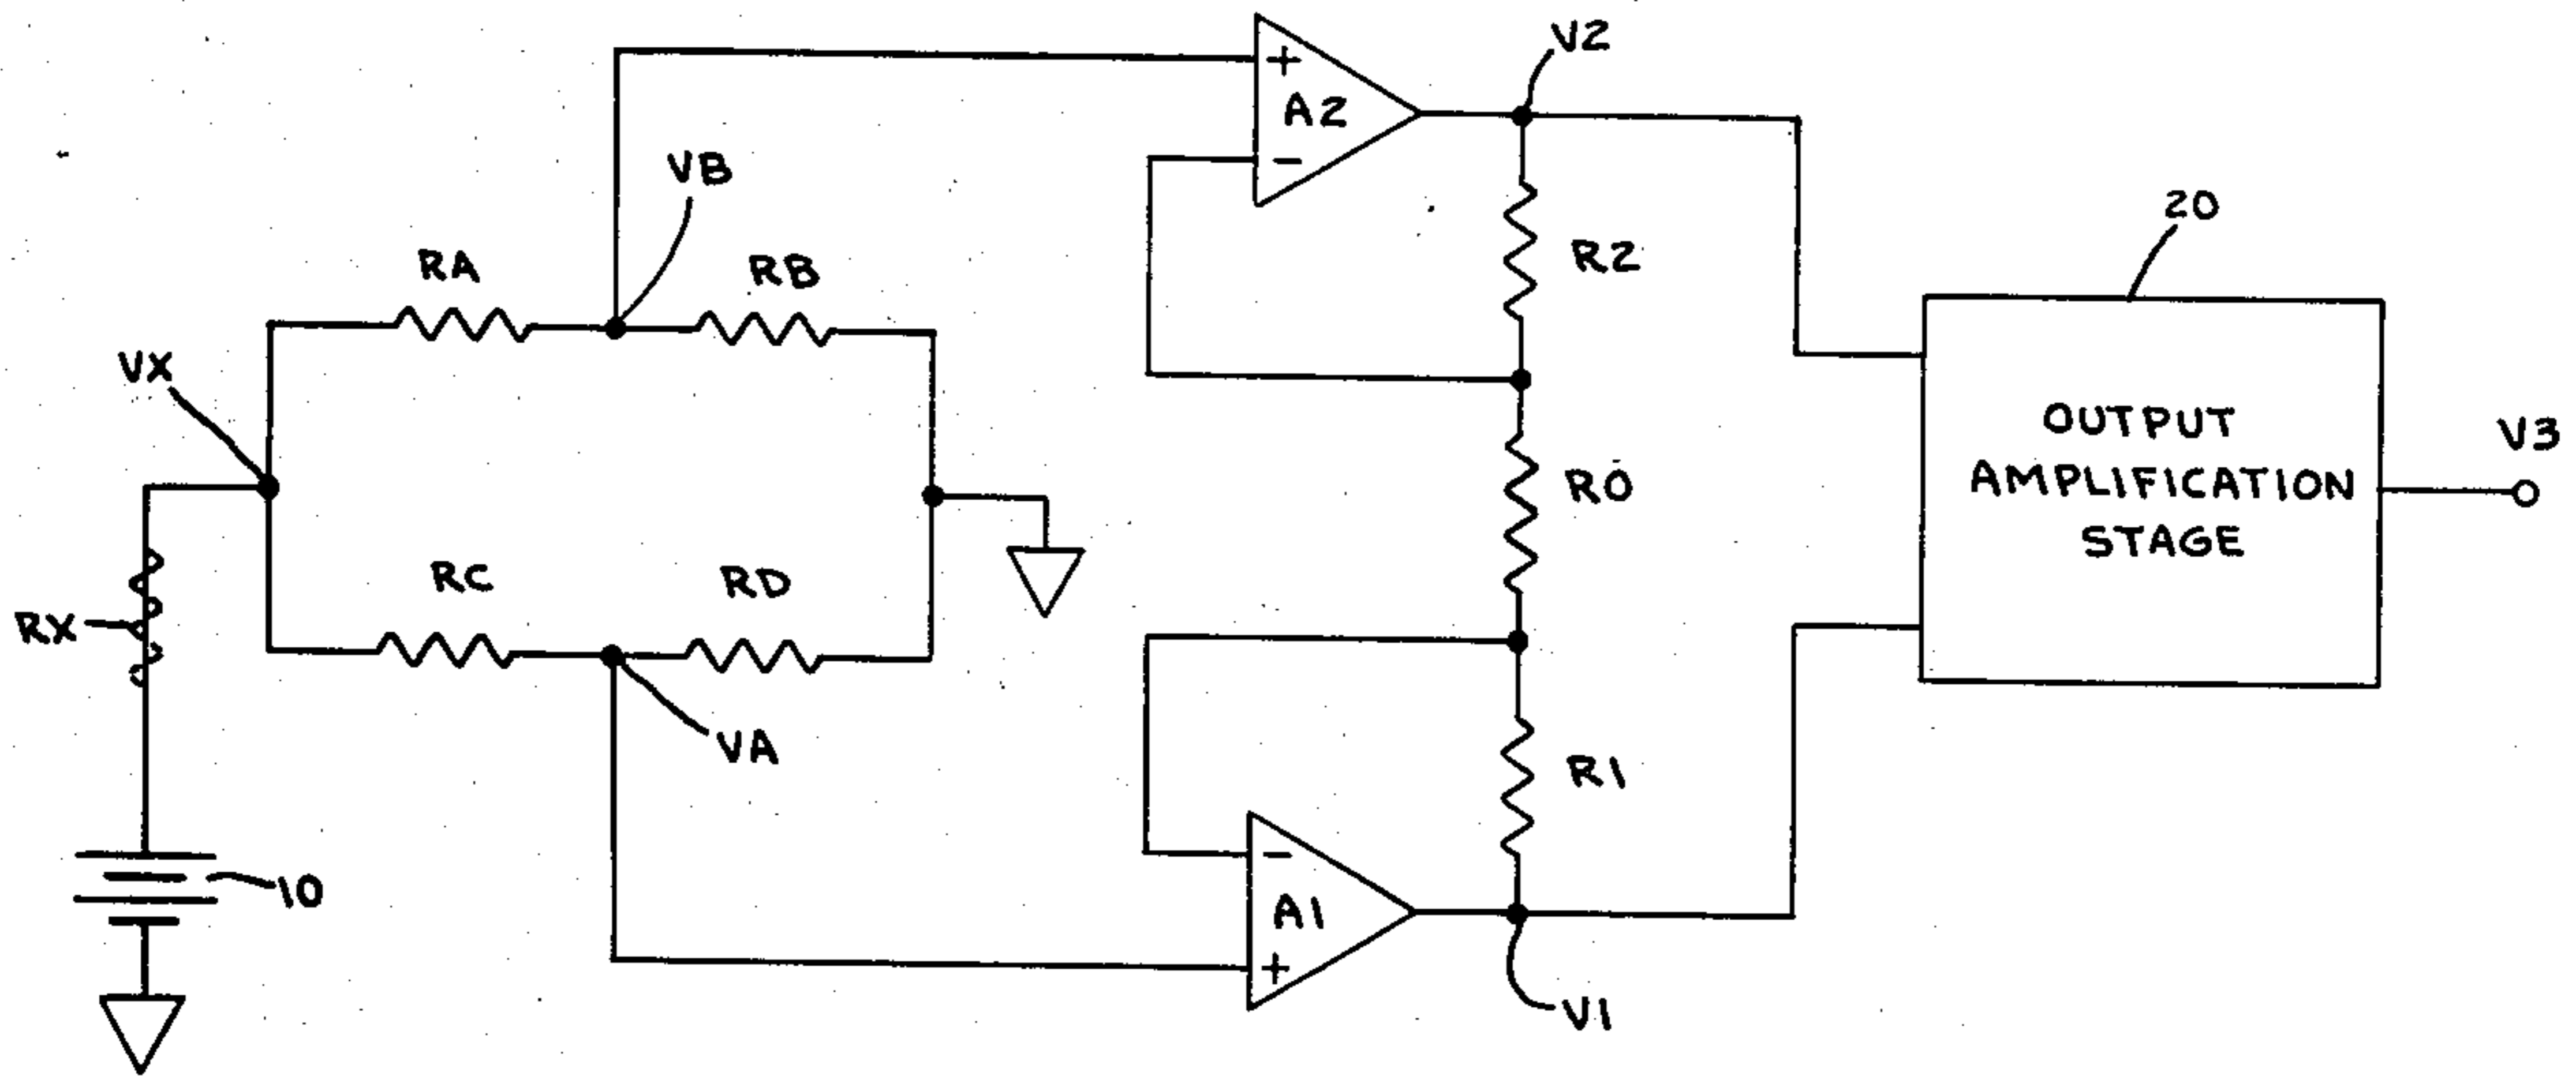 V2
+
A2
-
VB
20
RA
RB
R2
VX
OUTPUT
AMPLIFICATION
STAGE
V3
R0
RC
RD
RX
VA
R1
-
10
A1
+
V1